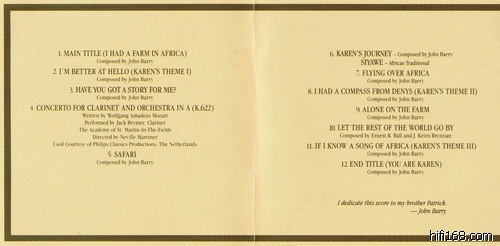 1. MAIN TITLE (I HAD A FARM IN AFRICA)
Composed by John Barry
2. I'M BETTER AT HELLO (KAREN'S THEME I)
Composed by John Barry
3. HAVE YOU GOT A STORY FOR ME?
Composed by John Barry
4. CONCERTO FOR CLARINET AND ORCHESTRA IN A (K.622)
Written by Wolfgang Amadeus Mozart
Performed by Jack Brymer, Clarinet
The Academy of St. Martin-In-The-Fields
Directed by Neville Marriner
Used Courtesy of Philips Classics Productions, The Netherlands
5. SAFARI
Composed by John Barry
6. KAREN'S JOURNEY – Composed by John Barry/
SIYAWE – African Traditional
7. FLYING OVER AFRICA
Composed by John Barry
8. I HAD A COMPASS FROM DENYS (KAREN'S THEME II)
Composed by John Barry
9. ALONE ON THE FARM
Composed by John Barry
10. LET THE REST OF THE WORLD GO BY
Composed by Ernest R. Ball and J. Keirn Brennan
11. IF I KNOW A SONG OF AFRICA (KAREN'S THEME III)
Composed by John Barry
12. END TITLE (YOU ARE KAREN)
Composed by John Barry
I dedicate this score to my brother Patrick
— John Barry
hifi168.com